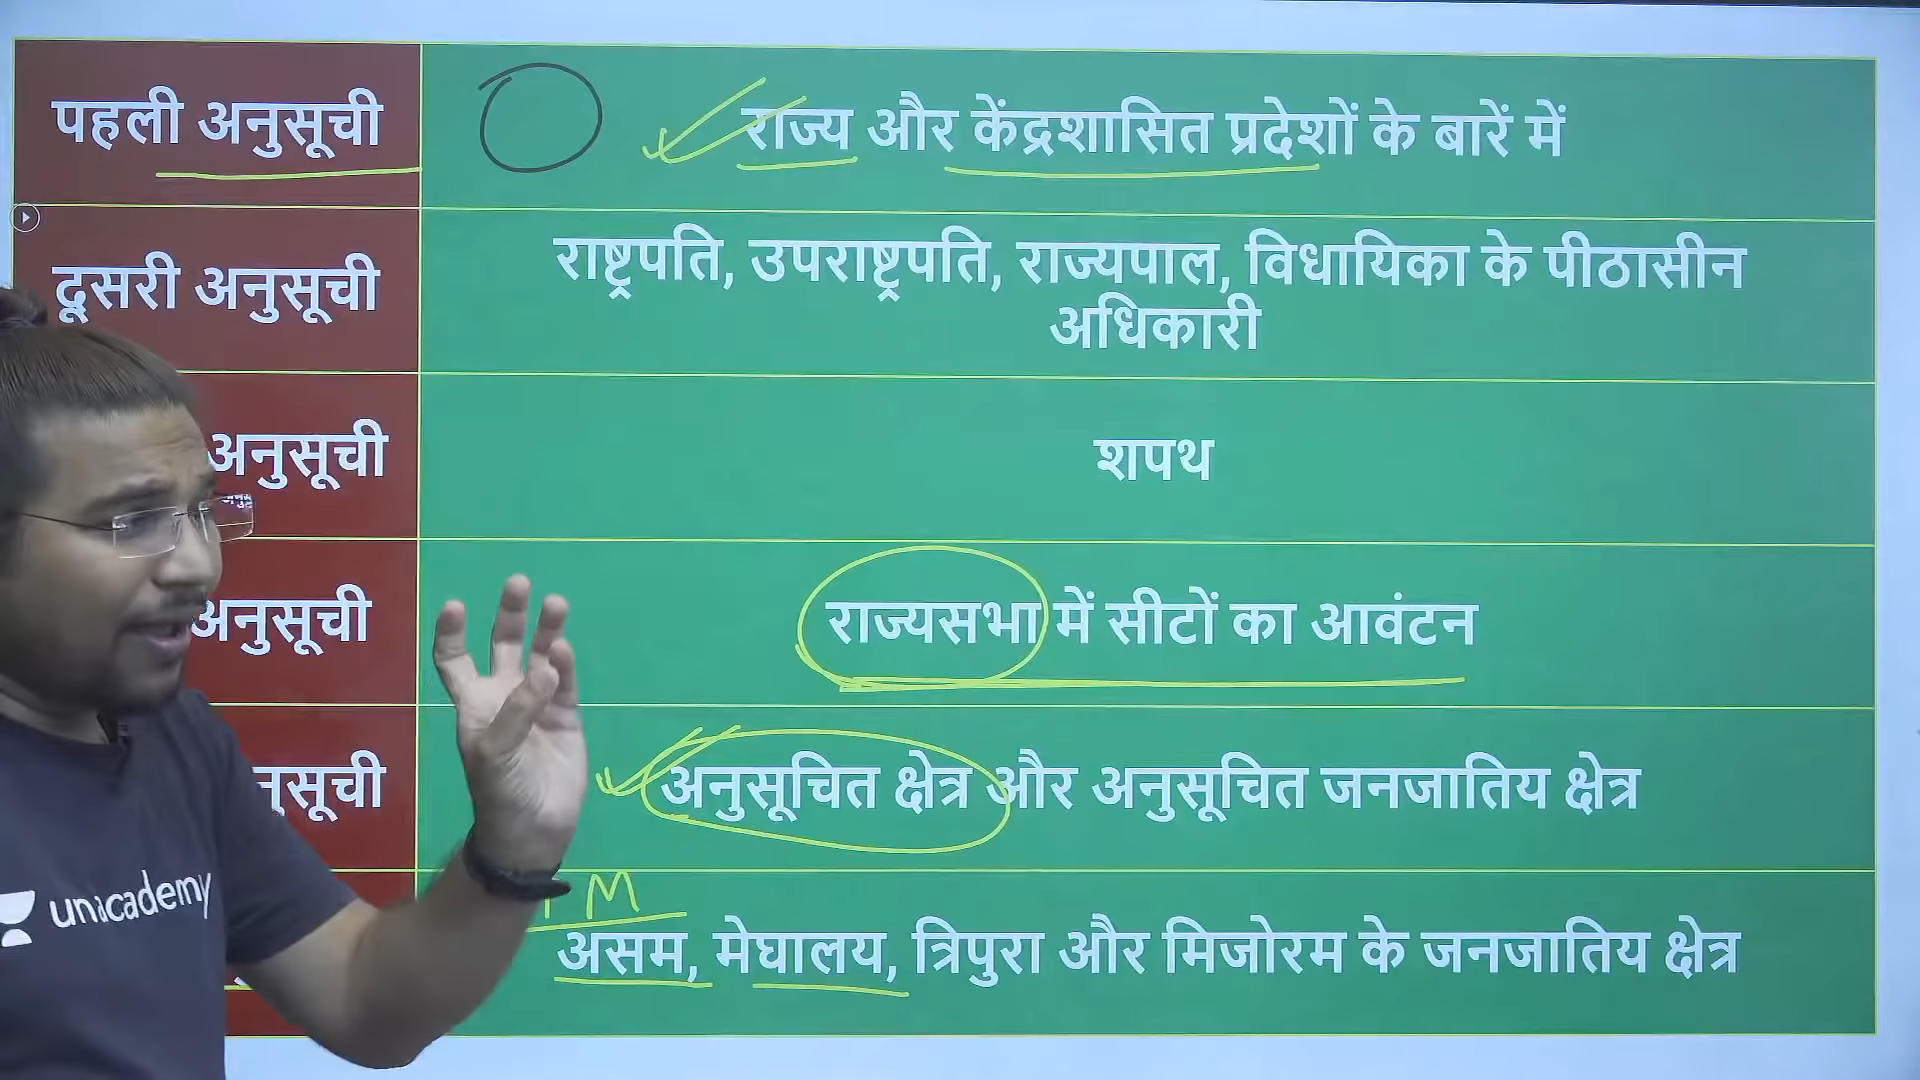 पहली अनुसूची
राज्य और केंद्रशासित प्रदेशों के बारें में
दूसरी अनुसूची
राष्ट्रपति, उपराष्ट्रपति, राज्यपाल, विधायिका के पीठासीन
अधिकारी
अनुसूची
शपथ
अनुसूची
राज्यसभा में सीटों का आवंटन
नुसूची
अनुसूचित क्षेत्र और अनुसूचित जनजातिय क्षेत्र
M
असम, मेघालय, त्रिपुरा और मिजोरम के जनजातिय क्षेत्र
unacademy